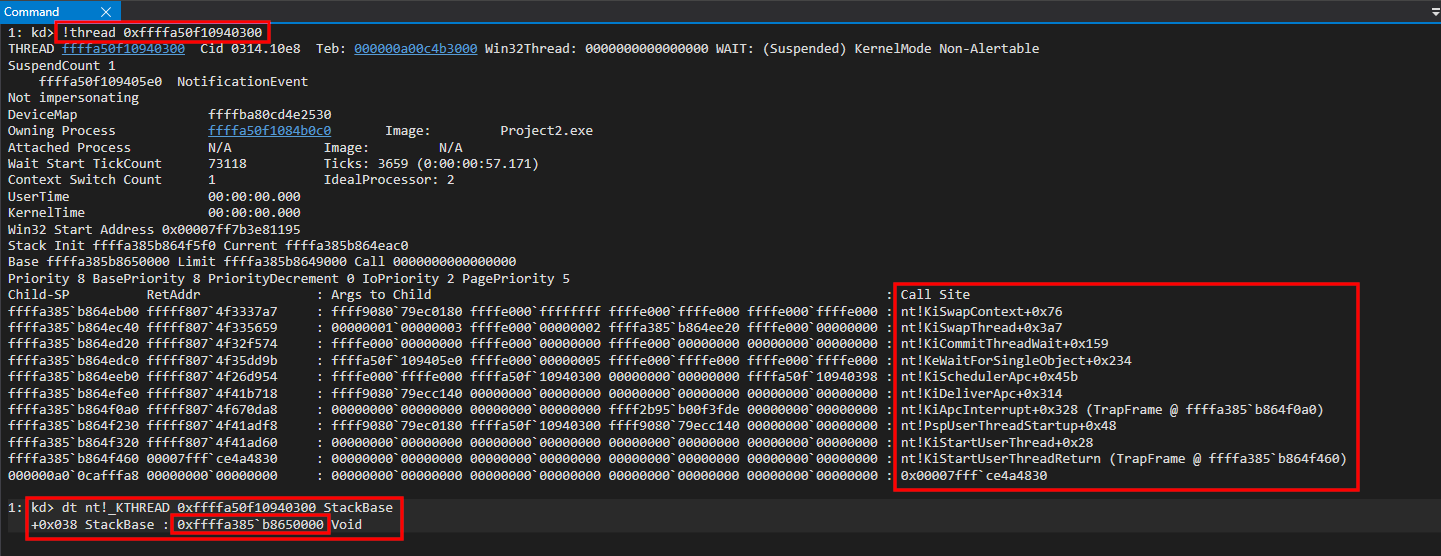 Command
1: kd> !thread 0xffffa50f10940300
THREAD ffffa50f10940300 Cid 0314.10e8 Teb: 000000a00c4b3000 Win32Thread: 0000000000000000 WAIT: (Suspended) KernelMode Non-Alertable
SuspendCount 1
ffffa50f109405e0 NotificationEvent
Not impersonating
DeviceMap ffffba80cd4e2530
Owning Process ffffa50f1084b0c0 Image: Project2.exe
Attached Process N/A Image: N/A
Wait Start TickCount 73118 Ticks: 3659 (0:00:00:57.171)
Context Switch Count 1 IdealProcessor: 2
UserTime 00:00:00.000
KernelTime 00:00:00.000
Win32 Start Address 0x00007ff7b3e81195
Stack Init ffffa385b864f5f0 Current ffffa385b864eac0
Base ffffa385b8650000 Limit ffffa385b8649000 Call 0000000000000000
Priority 8 BasePriority 8 PriorityDecrement 0 IoPriority 2 PagePriority 5
Child-SP RetAddr : Args to Child : Call Site
ffffa385`b864eb00 fffff807`4f3337a7 : ffff9080`79ec0180 ffffe000`ffffffff ffffe000`ffffe000 ffffe000`ffffe000 : nt!KiSwapContext+0x76
ffffa385`b864ec40 fffff807`4f335659 : 00000001`00000003 ffffe000`00000002 ffffa385`b864ee20 ffffe000`00000000 : nt!KiSwapThread+0x3a7
ffffa385`b864ed20 fffff807`4f32f574 : ffffe000`00000000 00000000`00000000 00000000`00000000 00000000`00000000 : nt!KiCommitThreadWait+0x159
ffffa385`b864edc0 fffff807`4f35dd9b : ffffa50f`109405e0 ffffe000`00000005 ffffe000`ffffe000 ffffe000`ffffe000 : nt!KeWaitForSingleObject+0x234
ffffa385`b864eeb0 fffff807`4f26d954 : ffffe000`ffffe000 ffffa50f`10940300 00000000`00000000 ffffa50f`10940398 : nt!KiSchedulerApc+0x45b
ffffa385`b864efe0 fffff807`4f41b718 : ffff9080`79ecc140 00000000`00000000 00000000`00000000 00000000`00000000 : nt!KiDeliverApc+0x314
ffffa385`b864f0a0 fffff807`4f670da8 : 00000000`00000000 00000000`00000000 ffff2b95`b00f3fde 00000000`00000000 : nt!KiApcInterrupt+0x328 (TrapFrame @ ffffa385`b864f0a0)
ffffa385`b864f230 fffff807`4f41adf8 : ffff9080`79ec0180 ffffa50f`10940300 ffff9080`79ecc140 00000000`00000000 : nt!PspUserThreadStartup+0x48
ffffa385`b864f320 fffff807`4f41ad60 : 00000000`00000000 00000000`00000000 00000000`00000000 00000000`00000000 : nt!KiStartUserThread+0x28
ffffa385`b864f460 00007fff`ce4a4830 : 00000000`00000000 00000000`00000000 00000000`00000000 00000000`00000000 : nt!KiStartUserThreadReturn (TrapFrame @ ffffa385`b864f460)
000000a0`0cafffa8 00000000`00000000 : 00000000`00000000 00000000`00000000 00000000`00000000 00000000`00000000 : 0x00007fff`ce4a4830
1: kd> dt nt!_KTHREAD 0xffffa50f10940300 StackBase
+0x038 StackBase : 0xffffa385`b8650000 Void